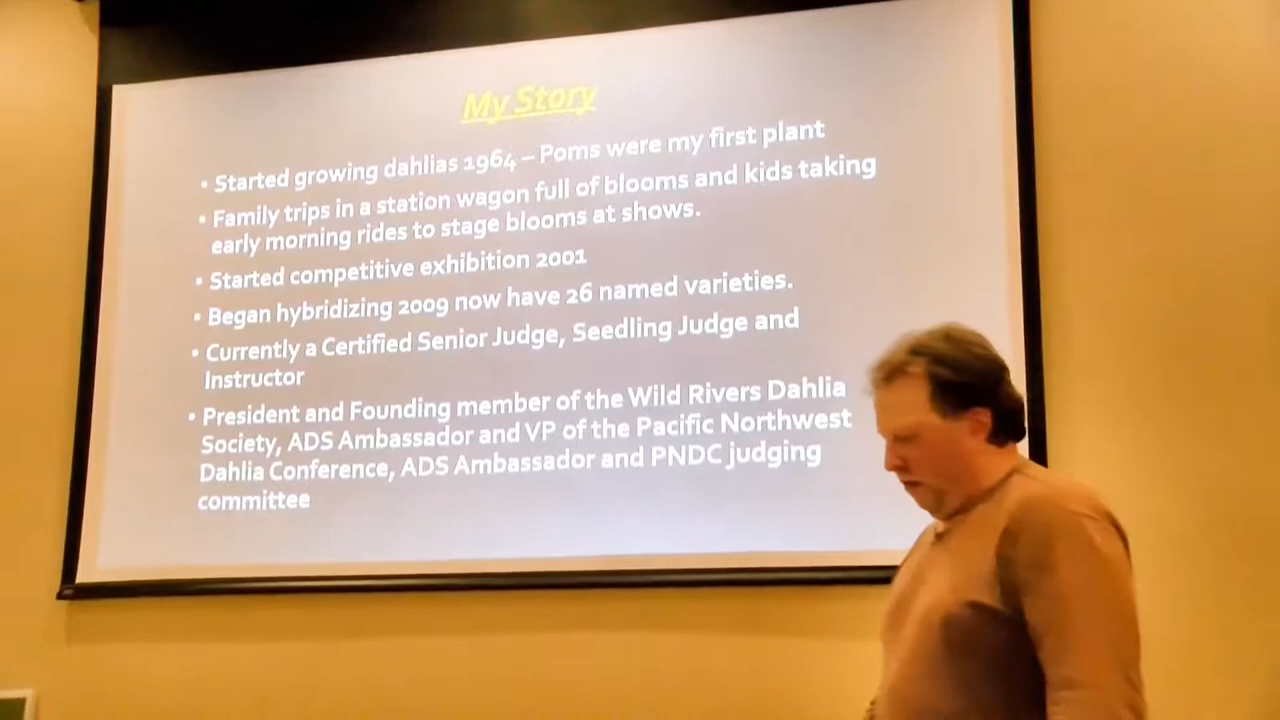 My Story
• Started growing dahlias 1964 – Poms were my first plant
• Family trips in a station wagon full of blooms and kids taking
early morning rides to stage blooms at shows.
• Started competitive exhibition 2001
• Began hybridizing 2009 now have 26 named varieties.
• Currently a Certified Senior Judge, Seedling Judge and
Instructor
• President and Founding member of the Wild Rivers Dahlia
Society, ADS Ambassador and VP of the Pacific Northwest
Dahlia Conference, ADS Ambassador and PNDC judging
committee